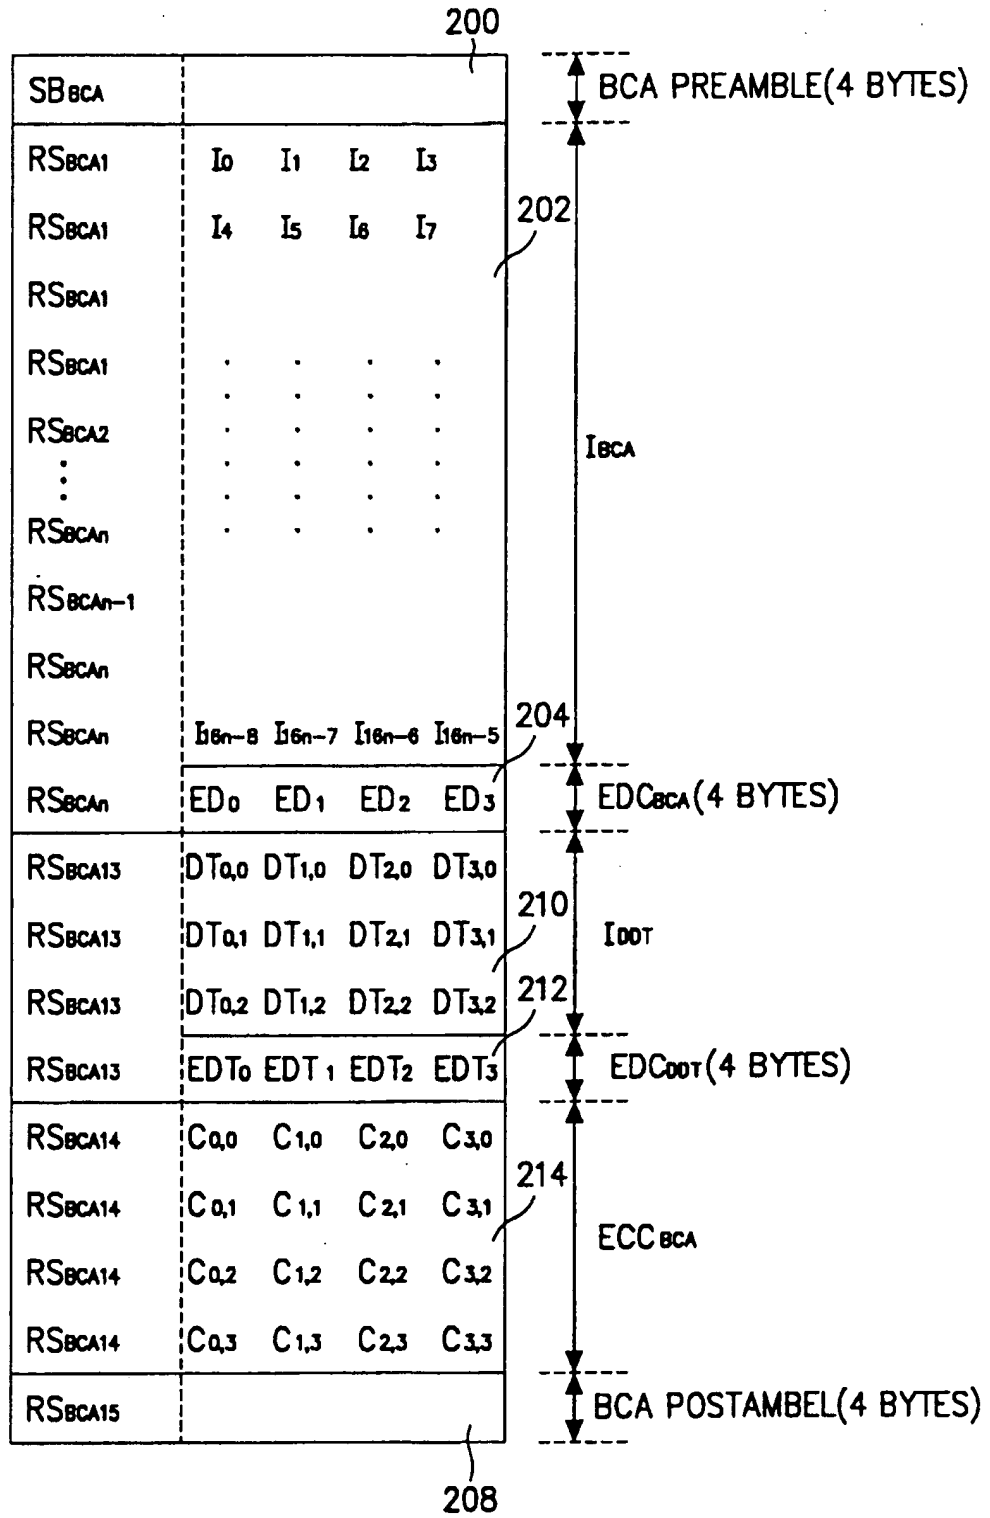 200
SBBCA BCA PREAMBLE(4 BYTES)
RSBCA1 I0 I1 I2 I3
202
RSBCA1 I4 I5 I6 I7
RSBCA1
RSBCA1 . . . .
. . . .
RSBCA2 . . . .
IBCA
⋮ . . . .
. . . .
RSBCAn . . . .
RSBCAn-1
RSBCAn
204
RSBCAn I16n-8 I16n-7 I16n-6 I16n-5
RSBCAn ED0 ED1 ED2 ED3 EDCBCA(4 BYTES)
RSBCA13 DT0,0 DT1,0 DT2,0 DT3,0
210
RSBCA13 DT0,1 DT1,1 DT2,1 DT3,1 IDDT
212
RSBCA13 DT0,2 DT1,2 DT2,2 DT3,2
RSBCA13 EDT0 EDT1 EDT2 EDT3 EDCDDT(4 BYTES)
RSBCA14 C0,0 C1,0 C2,0 C3,0
214
RSBCA14 C0,1 C1,1 C2,1 C3,1
ECCBCA
RSBCA14 C0,2 C1,2 C2,2 C3,2
RSBCA14 C0,3 C1,3 C2,3 C3,3
RSBCA15 BCA POSTAMBEL(4 BYTES)
208